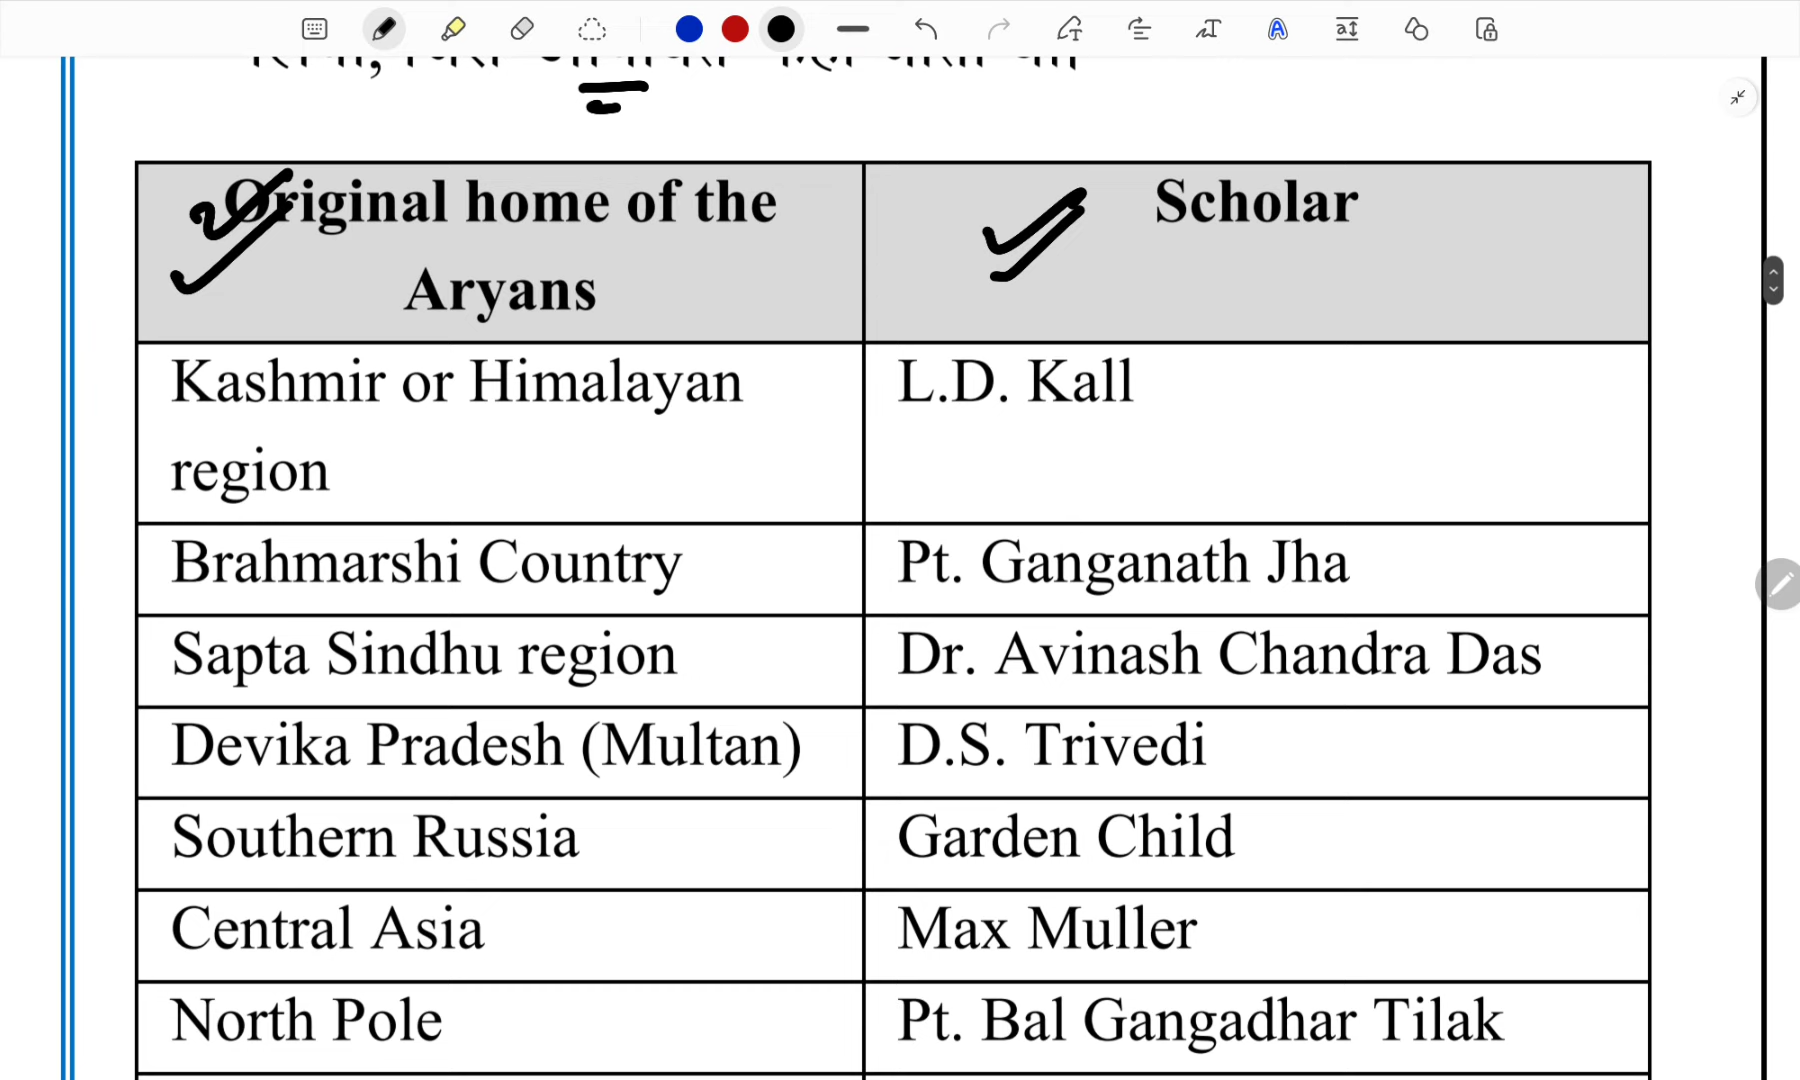 Original home of the
Aryans
Scholar
Kashmir or Himalayan
region
L.D. Kall
Brahmarshi Country
Pt. Ganganath Jha
Sapta Sindhu region
Dr. Avinash Chandra Das
Devika Pradesh (Multan)
D.S. Trivedi
Southern Russia
Garden Child
Central Asia
Max Muller
North Pole
Pt. Bal Gangadhar Tilak